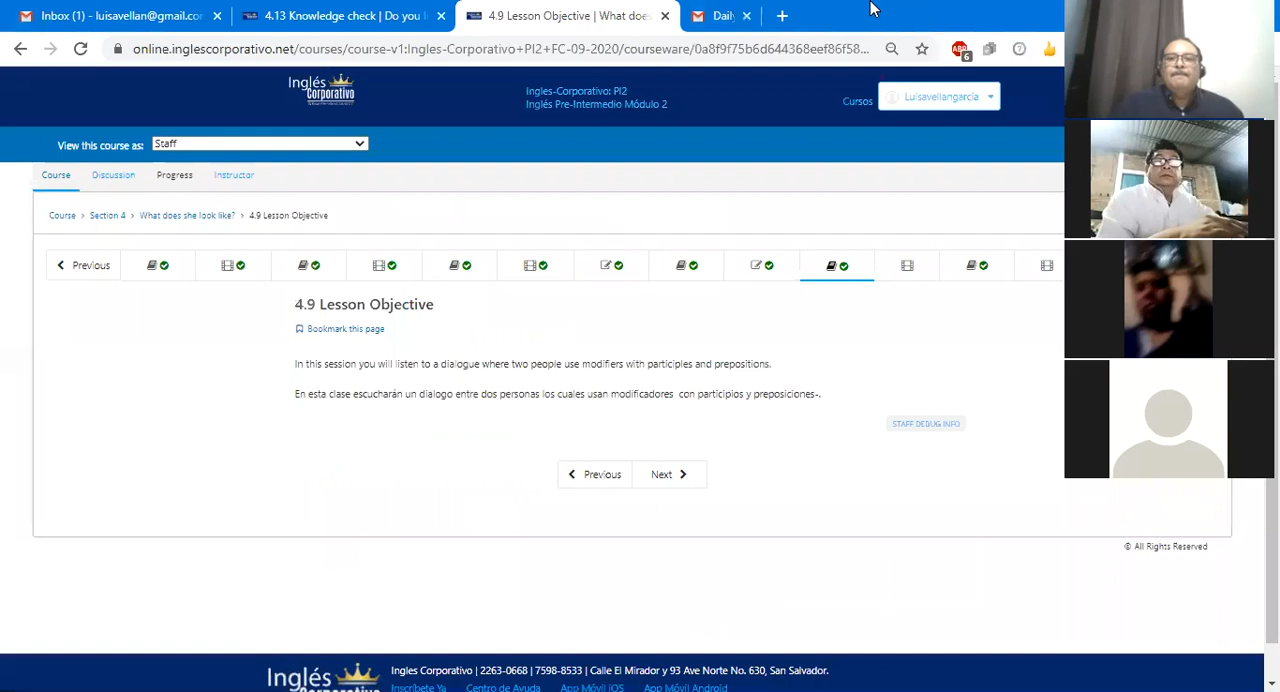 Inbox (1) - luisavellan@gmail.con
4.13 Knowledge check | Do you l
4.9 Lesson Objective | What does
Daily
online.inglescorporativo.net/courses/course-v1:Ingles-Corporativo+PI2+FC-09-2020/courseware/0a8f9f75b6d644368eef86f58...
ABP
6
Inglés
Corporativo
Ingles-Corporativo: PI2
Inglés Pre-Intermedio Módulo 2
Cursos
Luisavellangarcia
View this course as:
Staff
Course
Discussion
Progress
Instructor
Course > Section 4 > What does she look like? > 4.9 Lesson Objective
Previous
4.9 Lesson Objective
Bookmark this page
In this session you will listen to a dialogue where two people use modifiers with participles and prepositions.
En esta clase escucharán un dialogo entre dos personas los cuales usan modificadores con participios y preposiciones-.
STAFF DEBUG INFO
Previous
Next
© All Rights Reserved
Inglés
Corporativo
Ingles Corporativo | 2263-0668 | 7598-8533 | Calle El Mirador y 93 Ave Norte No. 630, San Salvador.
Inscríbete Ya
Centro de Ayuda
App Móvil iOS
App Móvil Android